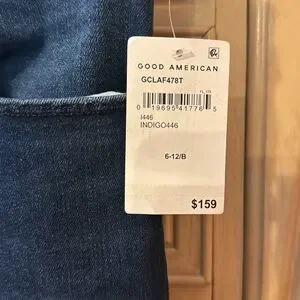 GOOD AMERICAN
GCLAF478T
0 19695 41776 5
I446
INDIGO446
6-12/B
$159